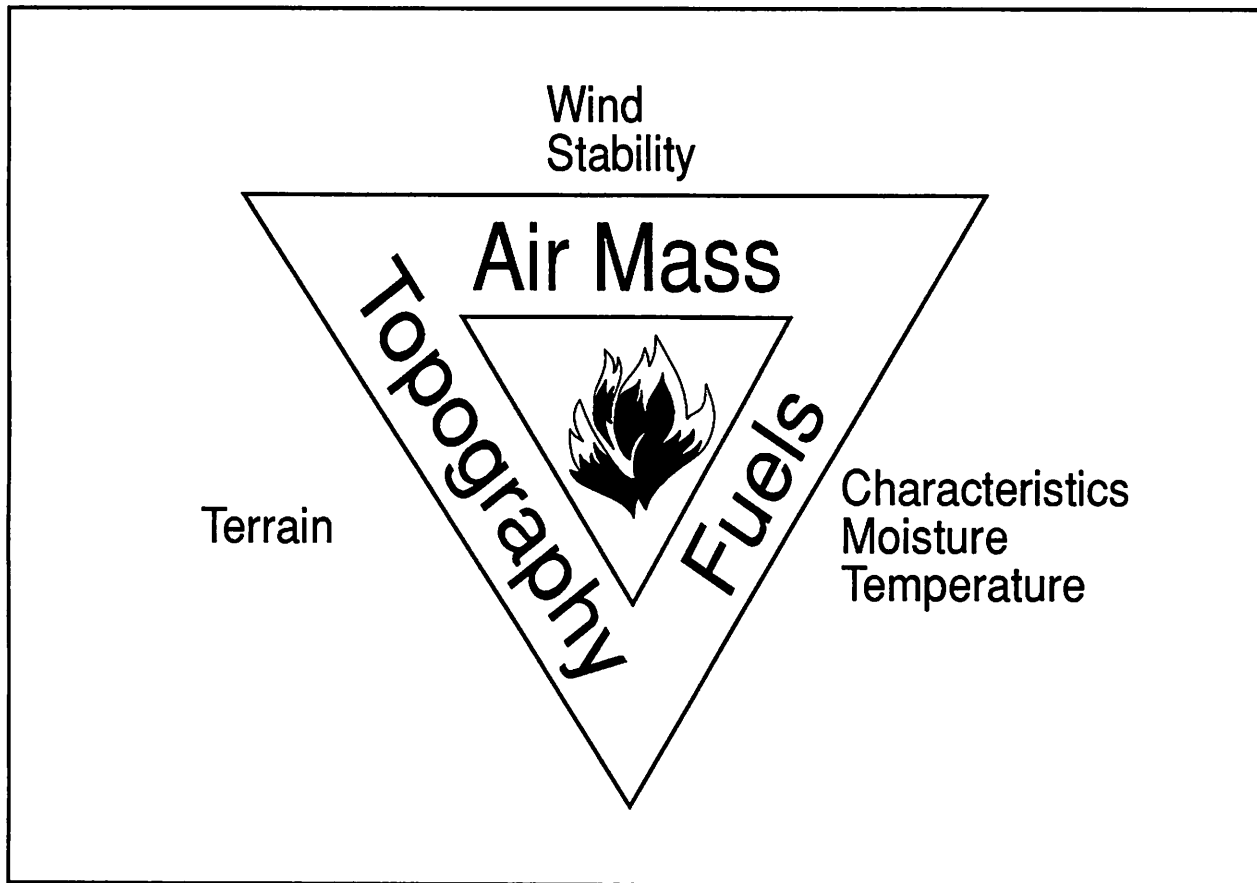 Wind
Stability
Air Mass
Topography
Fuels
Terrain
Characteristics
Moisture
Temperature